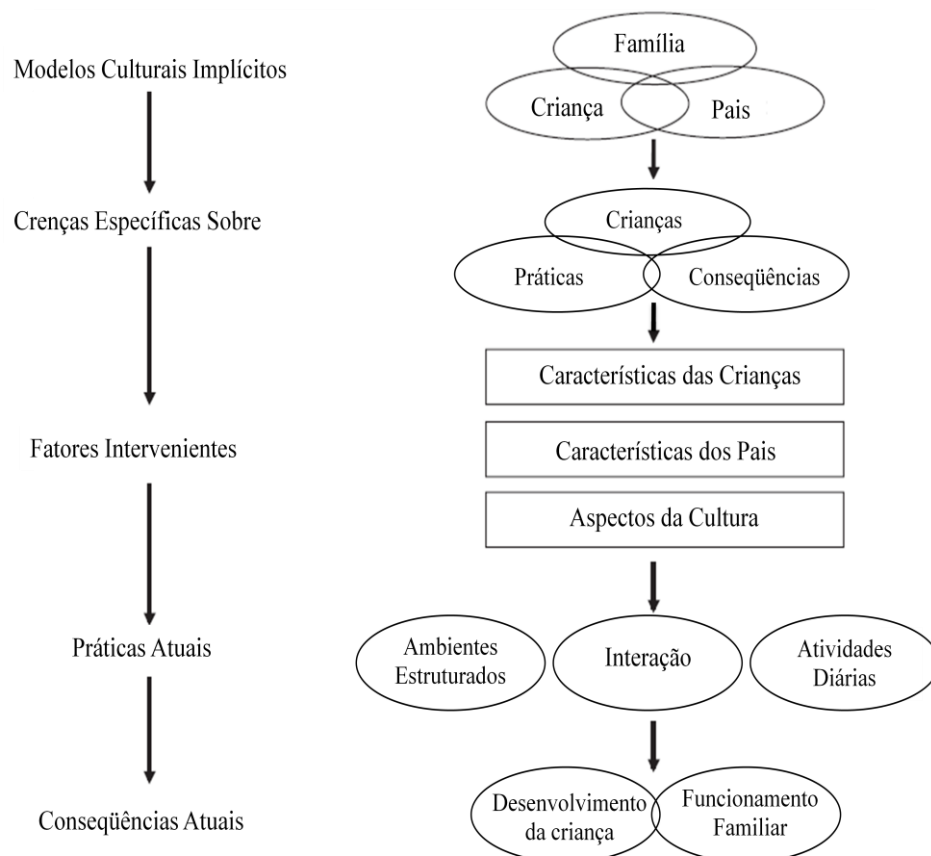 Família
Modelos Culturais Implícitos
Criança
Pais
Crenças Específicas Sobre
Crianças
Práticas
Conseqüências
Características das Crianças
Fatores Intervenientes
Características dos Pais
Aspectos da Cultura
Práticas Atuais
Ambientes
Estruturados
Interação
Atividades
Diárias
Conseqüências Atuais
Desenvolvimento
da criança
Funcionamento
Familiar